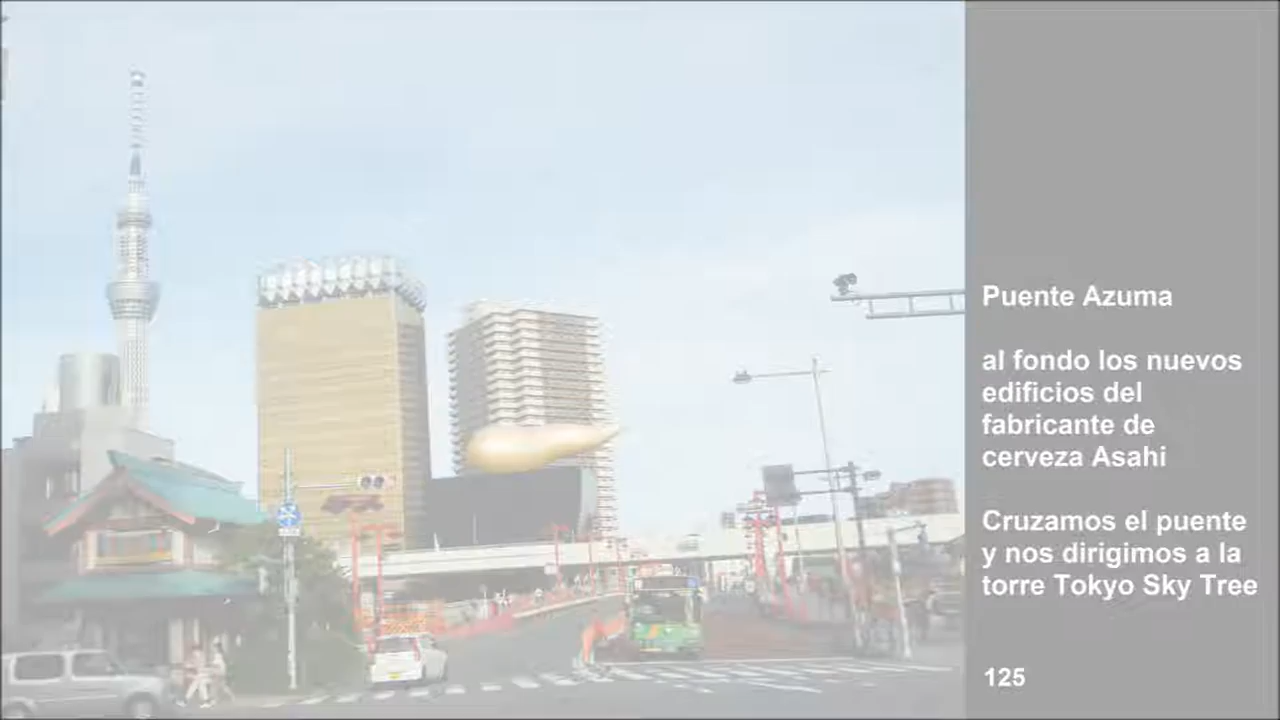 Puente Azuma
al fondo los nuevos
edificios del
fabricante de
cerveza Asahi
Cruzamos el puente
y nos dirigimos a la
torre Tokyo Sky Tree
125